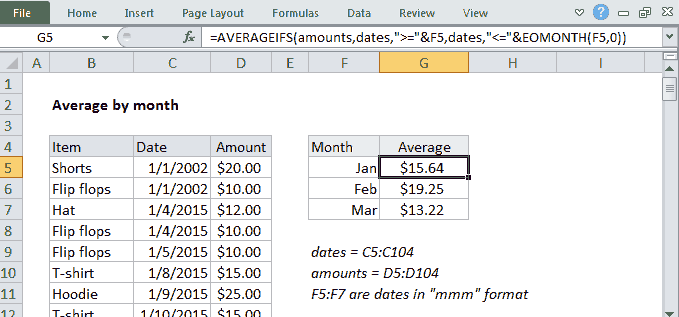 File Home Insert Page Layout Formulas Data Review View
G5 fx =AVERAGEIFS(amounts,dates,">="&F5,dates,"<="&EOMONTH(F5,0))
A B C D E F G H I
1
2 Average by month
3
4 Item Date Amount Month Average
5 Shorts 1/1/2002 $20.00 Jan $15.64
6 Flip flops 1/1/2002 $10.00 Feb $19.25
7 Hat 1/4/2015 $12.00 Mar $13.22
8 Flip flops 1/4/2015 $10.00
9 Flip flops 1/5/2015 $10.00 dates = C5:C104
10 T-shirt 1/8/2015 $15.00 amounts = D5:D104
11 Hoodie 1/9/2015 $25.00 F5:F7 are dates in "mmm" format
12 T-shirt 1/10/2015 $15.00